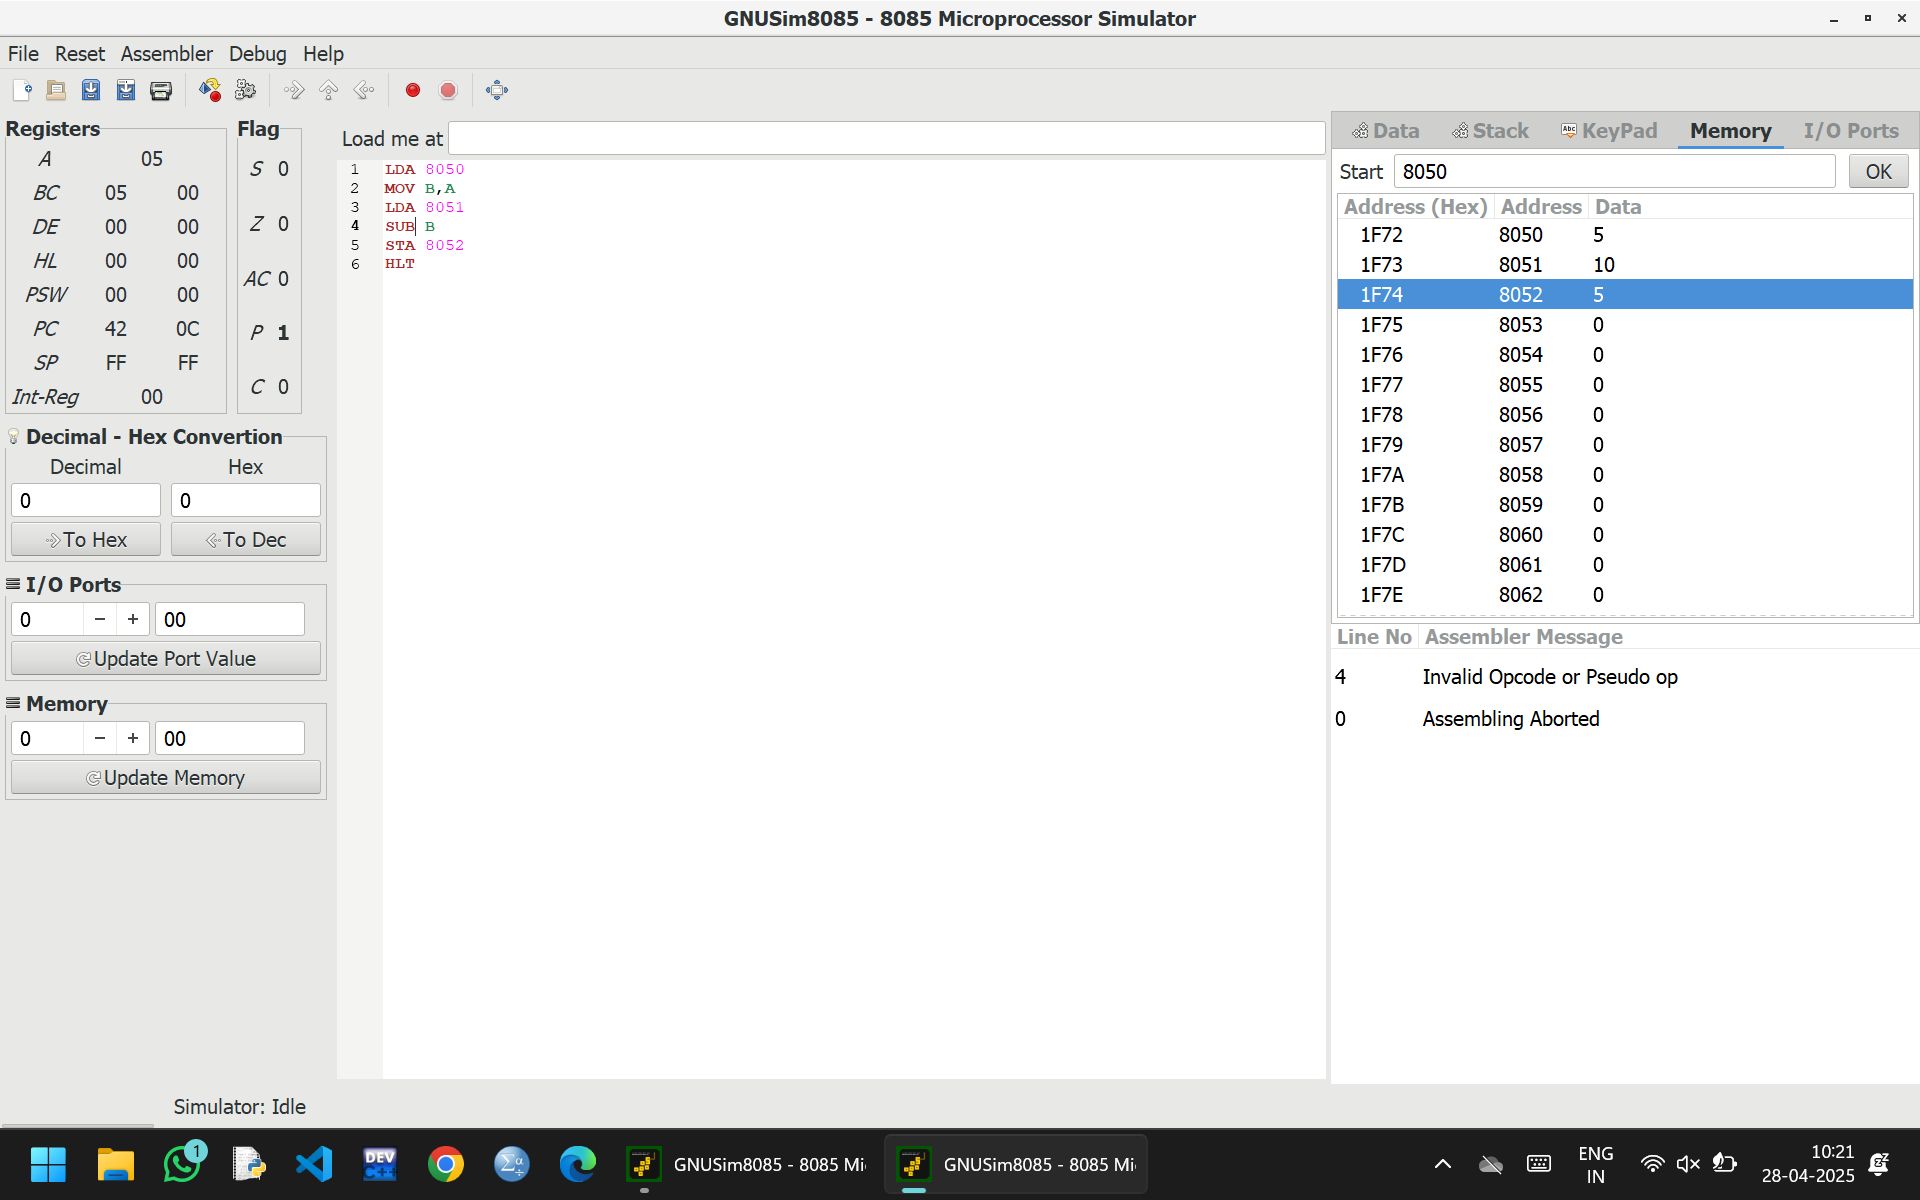 GNUSim8085 - 8085 Microprocessor Simulator
File Reset Assembler Debug Help
Registers
A 05
BC 05 00
DE 00 00
HL 00 00
PSW 00 00
PC 42 0C
SP FF FF
Int-Reg 00
Flag
S 0
Z 0
AC 0
P 1
C 0
Decimal - Hex Convertion
Decimal Hex
0 0
To Hex To Dec
I/O Ports
0 − + 00
Update Port Value
Memory
0 − + 00
Update Memory
Load me at
1 LDA 8050
2 MOV B,A
3 LDA 8051
4 SUB B
5 STA 8052
6 HLT
Data Stack Abc KeyPad Memory I/O Ports
Start 8050 OK
Address (Hex) Address Data
1F72 8050 5
1F73 8051 10
1F74 8052 5
1F75 8053 0
1F76 8054 0
1F77 8055 0
1F78 8056 0
1F79 8057 0
1F7A 8058 0
1F7B 8059 0
1F7C 8060 0
1F7D 8061 0
1F7E 8062 0
Line No Assembler Message
4 Invalid Opcode or Pseudo op
0 Assembling Aborted
Simulator: Idle
1
DEV
C++
GNUSim8085 - 8085 Mi
GNUSim8085 - 8085 Mi
ENG
IN
10:21
28-04-2025